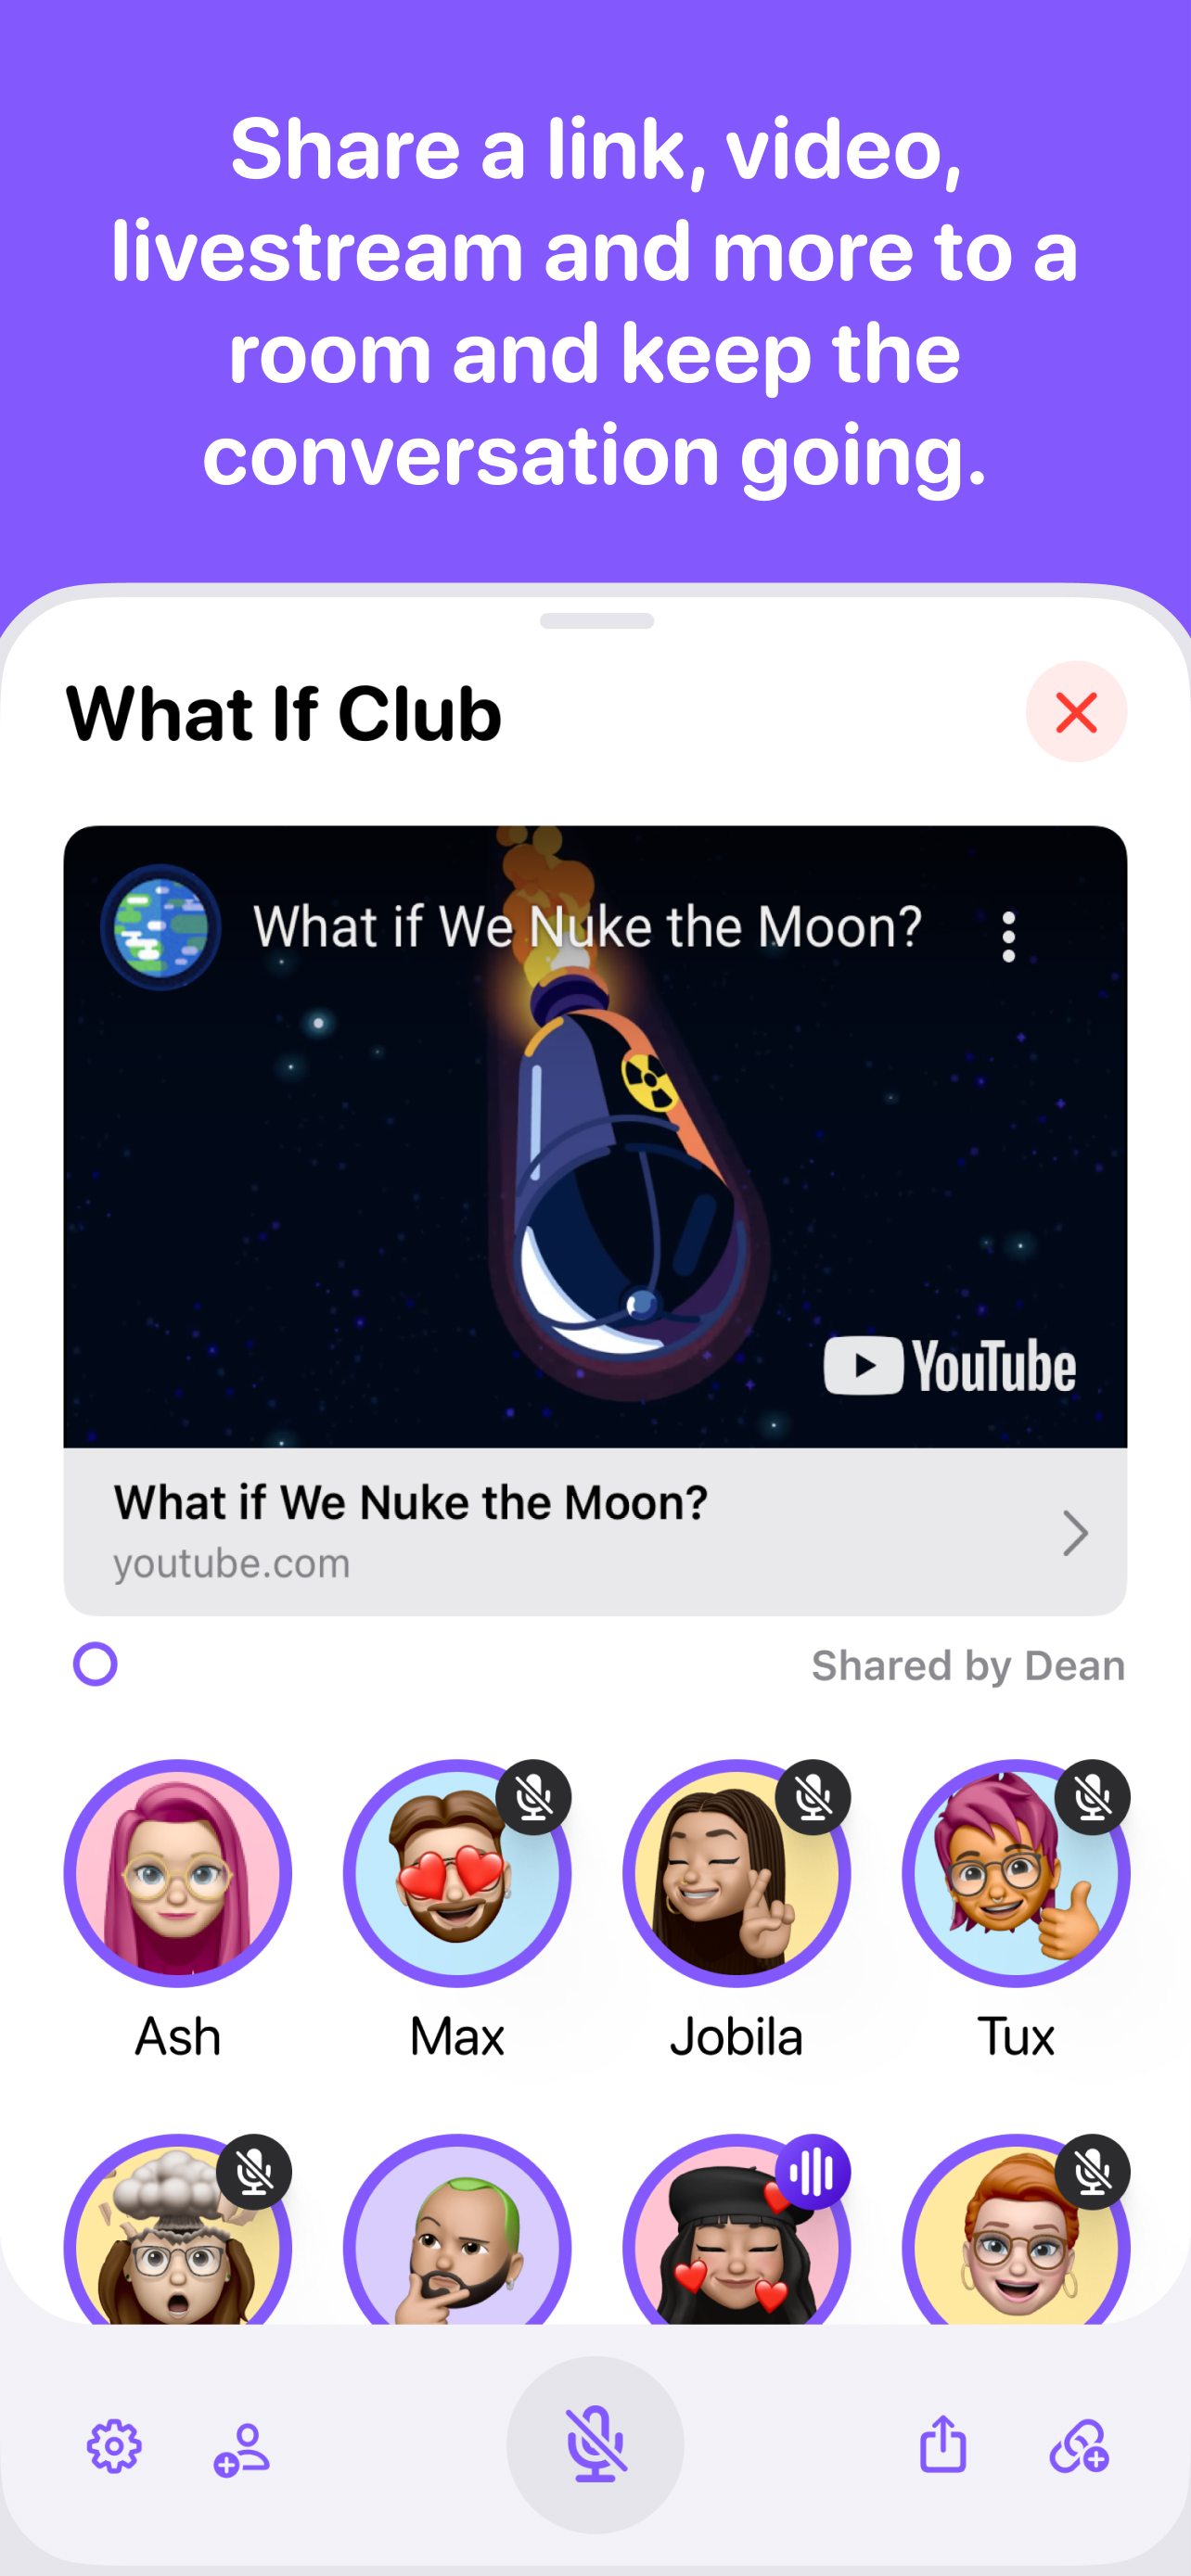 Share a link, video,
livestream and more to a
room and keep the
conversation going.
What If Club
What if We Nuke the Moon?
YouTube
What if We Nuke the Moon?
youtube.com
Shared by Dean
Ash
Max
Jobila
Tux